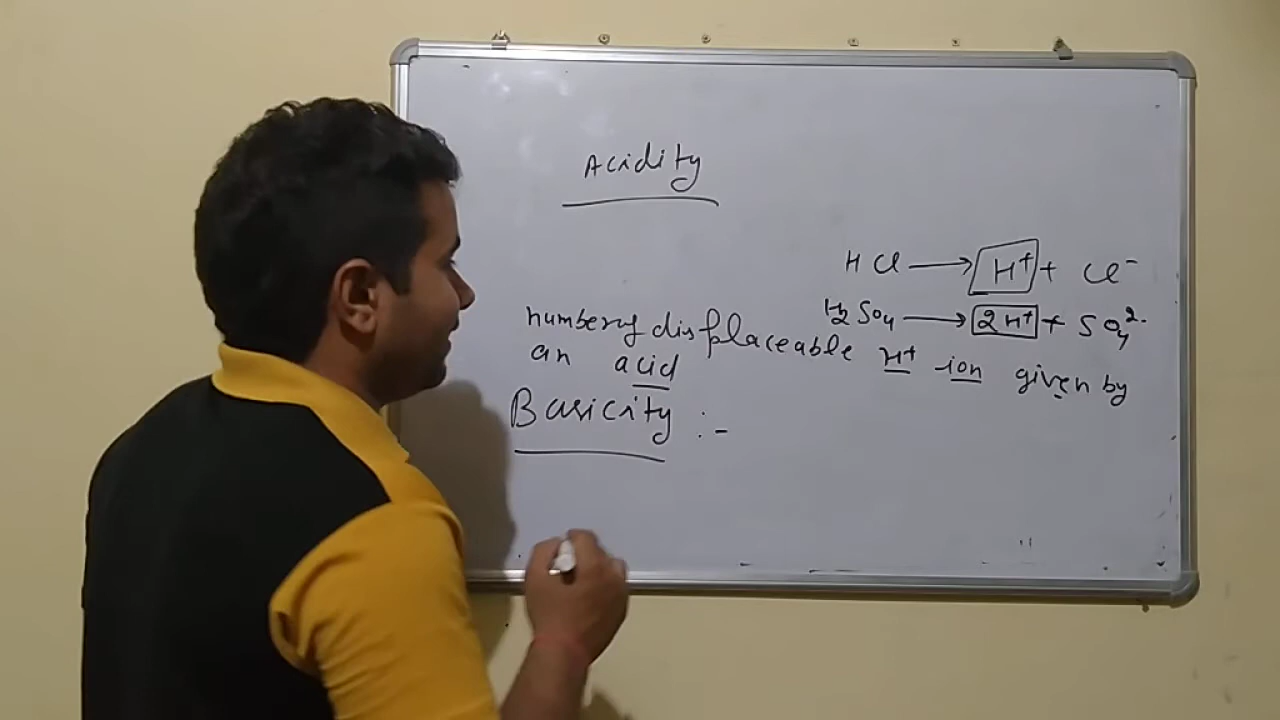 Acidity
HCl → H⁺ + Cl⁻
H₂SO₄ → 2H⁺ + SO₄²⁻
number of displaceable H⁺ ion given by
an acid
Basicity :-